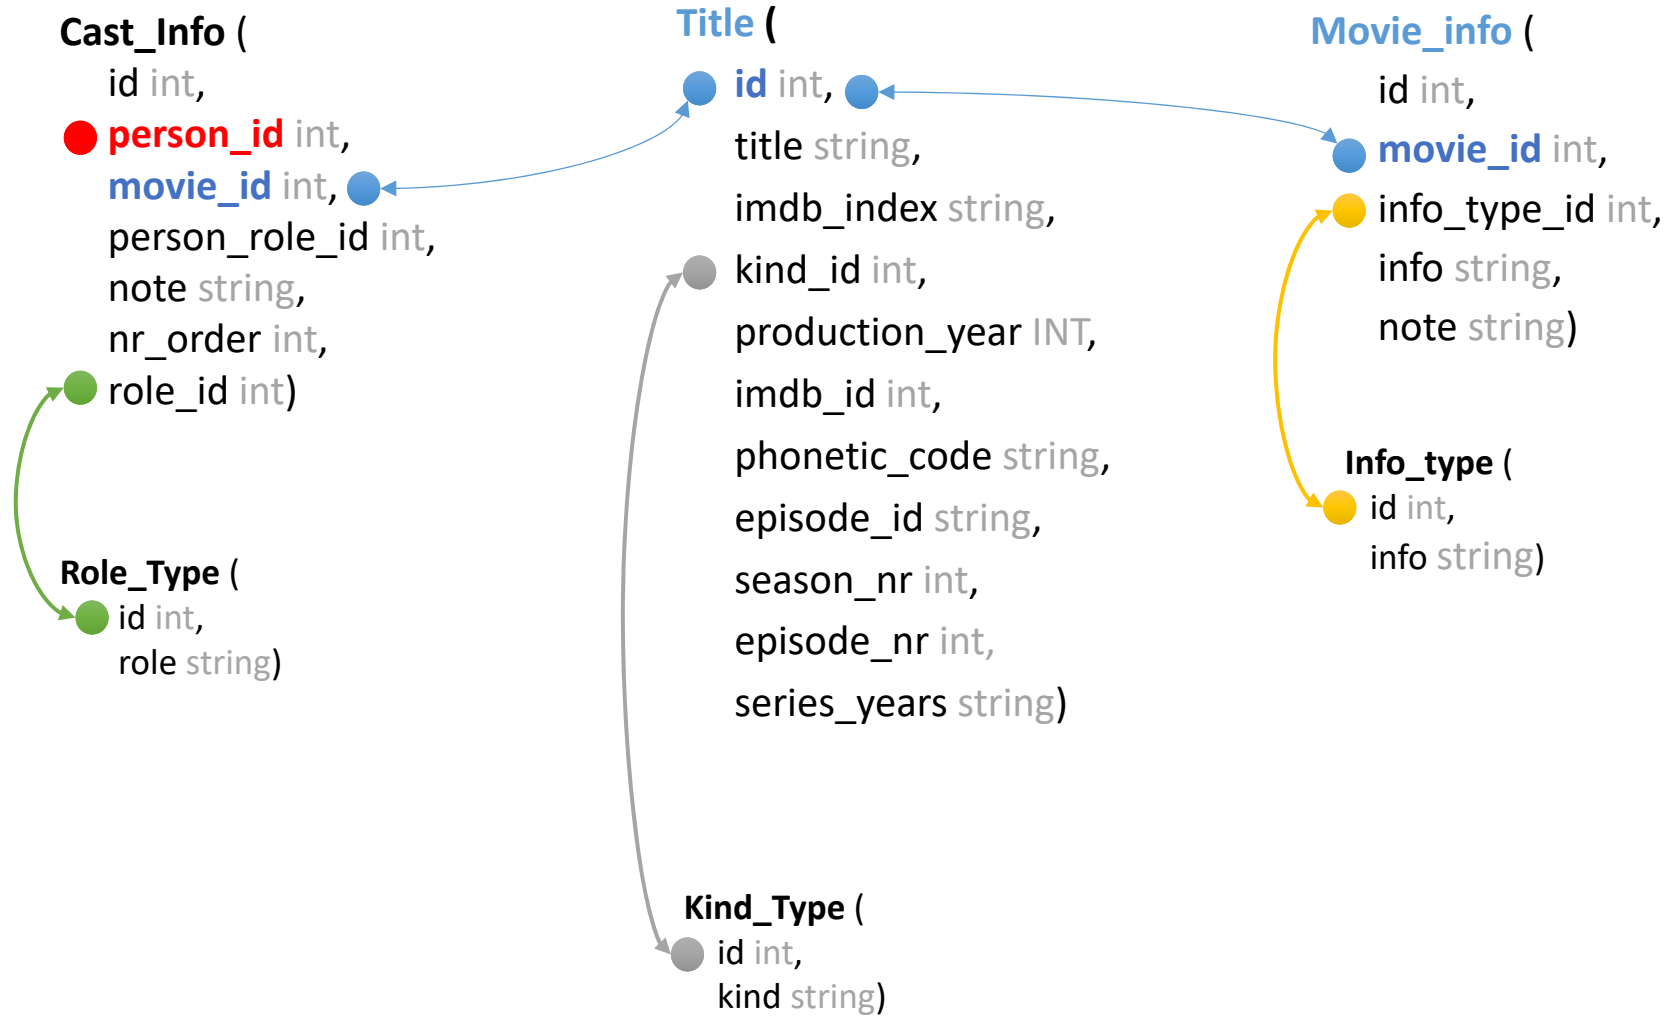 Cast_Info (
id int,
person_id int,
movie_id int,
person_role_id int,
note string,
nr_order int,
role_id int)
Role_Type (
id int,
role string)
Title (
id int,
title string,
imdb_index string,
kind_id int,
production_year INT,
imdb_id int,
phonetic_code string,
episode_id string,
season_nr int,
episode_nr int,
series_years string)
Kind_Type (
id int,
kind string)
Movie_info (
id int,
movie_id int,
info_type_id int,
info string,
note string)
Info_type (
id int,
info string)